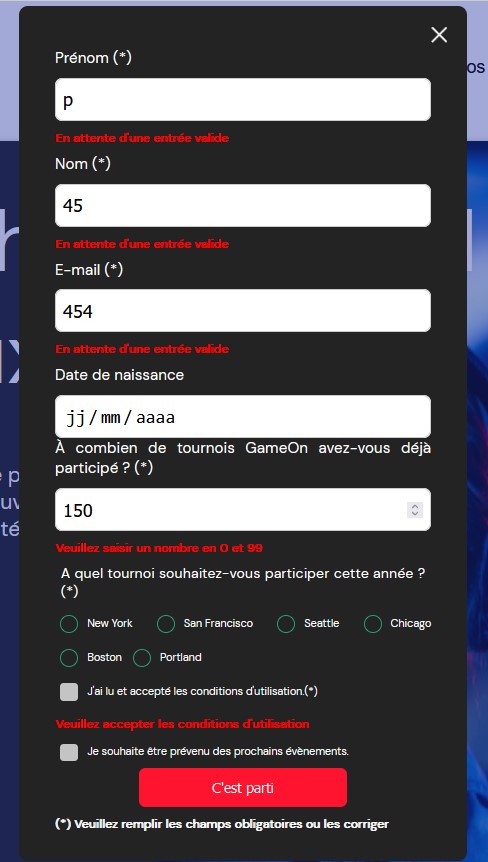 os
Prénom (*)
p
En attente d'une entrée valide
Nom (*)
45
En attente d'une entrée valide
E-mail (*)
454
En attente d'une entrée valide
Date de naissance
jj / mm / aaaa
À combien de tournois GameOn avez-vous déjà
participé ? (*)
150
Veuillez saisir un nombre en 0 et 99
A quel tournoi souhaitez-vous participer cette année ?
(*)
New York San Francisco Seattle Chicago
Boston Portland
J'ai lu et accepté les conditions d'utilisation.(*)
Veuillez accepter les conditions d'utilisation
Je souhaite être prévenu des prochains évènements.
C'est parti
(*) Veuillez remplir les champs obligatoires ou les corriger